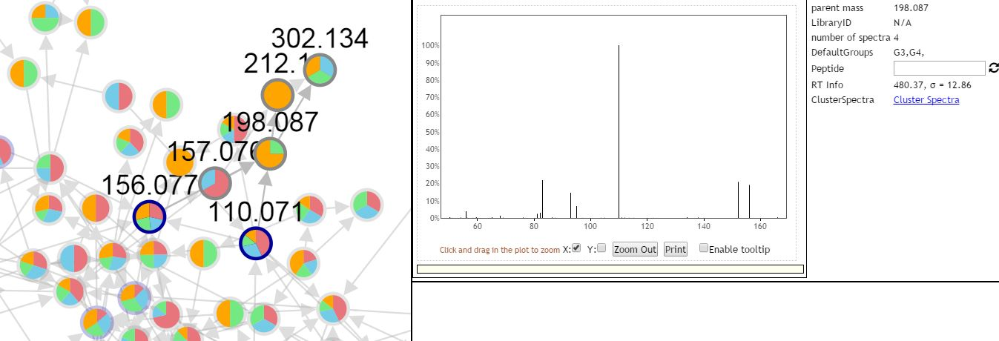 302.134
212.1
198.087
157.076
156.077
110.071
100%
90%
80%
70%
60%
50%
40%
30%
20%
10%
0%
60 80 100 120 140 160
Click and drag in the plot to zoom X: Y: Zoom Out Print Enable tooltip
parent mass 198.087
LibraryID N/A
number of spectra 4
DefaultGroups G3,G4,
Peptide
RT Info 480.37, σ = 12.86
ClusterSpectra Cluster Spectra